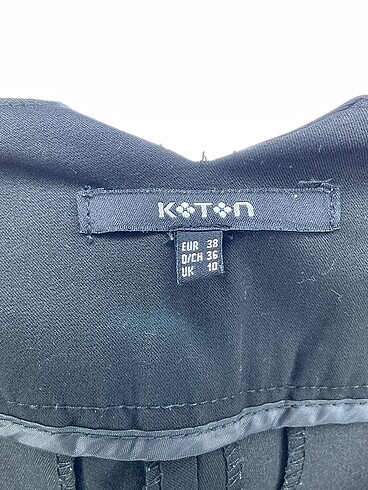 KOTON
EUR 38
D/CH 36
UK 10